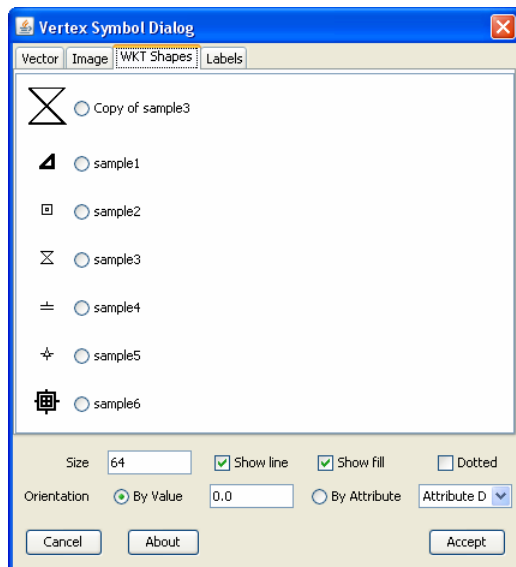 Vertex Symbol Dialog
Vector Image WKT Shapes Labels
Copy of sample3
sample1
sample2
sample3
sample4
sample5
sample6
Size 64 Show line Show fill Dotted
Orientation By Value 0.0 By Attribute Attribute D
Cancel About Accept